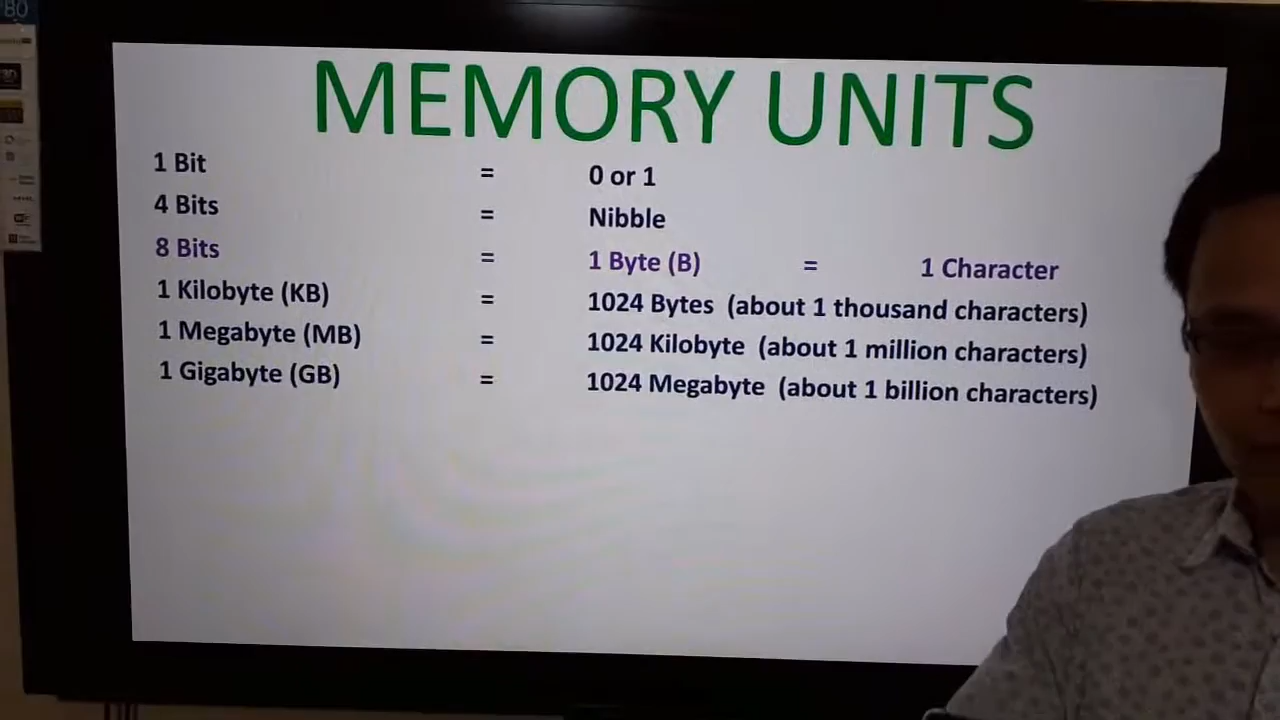 80
MEMORY UNITS
1 Bit = 0 or 1
4 Bits = Nibble
8 Bits = 1 Byte (B) = 1 Character
1 Kilobyte (KB) = 1024 Bytes (about 1 thousand characters)
1 Megabyte (MB) = 1024 Kilobyte (about 1 million characters)
1 Gigabyte (GB) = 1024 Megabyte (about 1 billion characters)